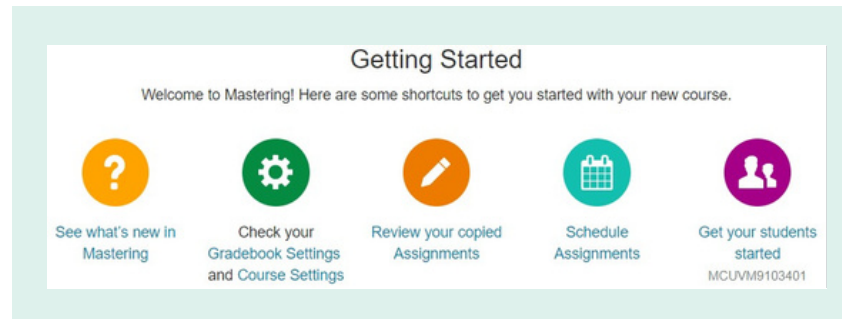 Getting Started
Welcome to Mastering! Here are some shortcuts to get you started with your new course.
?
See what's new in
Mastering
Check your
Gradebook Settings
and Course Settings
Review your copied
Assignments
Schedule
Assignments
Get your students
started
MCUVM9103401